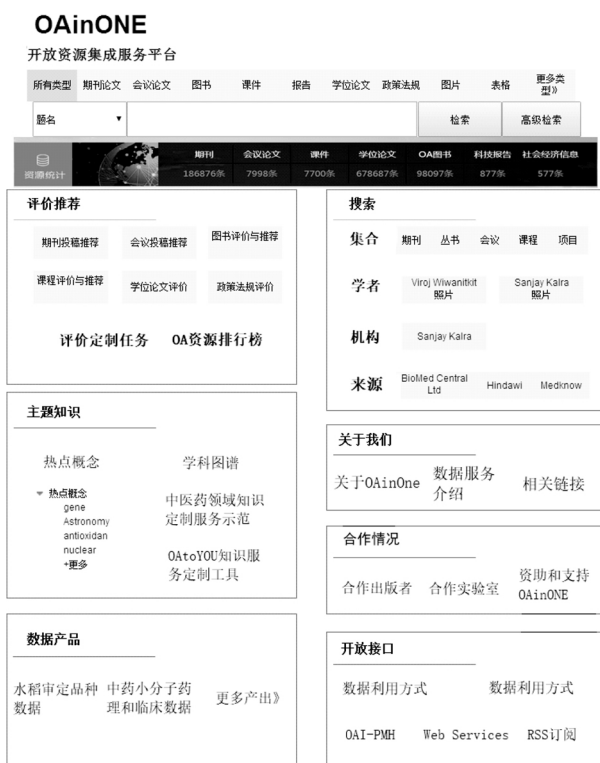 OAinONE
开放资源集成服务平台
所有类型 期刊论文 会议论文 图书 课件 报告 学位论文 政策法规 图片 表格 更多类
型》
题名 检索 高级检索
期刊 会议论文 课件 学位论文 OA图书 科技报告 社会经济信息
资源统计 186876条 7998条 7700条 678687条 98097条 877条 577条
评价推荐
期刊投稿推荐 会议投稿推荐 图书评价与推荐
课程评价与推荐 学位论文评价 政策法规评价
评价定制任务 OA资源排行榜
搜索
集合 期刊 丛书 会议 课程 项目
学者 Viroj Wiwanitkit Sanjay Kalra
照片 照片
机构 Sanjay Kalra
来源 BioMed Central Hindawi Medknow
Ltd
主题知识
热点概念 学科图谱
热点概念
gene
Astronomy
antioxidan
nuclear
+更多
中医药领域知识
定制服务示范
OAtoYOU知识服
务定制工具
关于我们
关于OAinOne 数据服务 相关链接
介绍
合作情况
合作出版者 合作实验室 资助和支持
OAinONE
数据产品
水稻审定品种 中药小分子药 更多产出》
数据 理和临床数据
开放接口
数据利用方式 数据利用方式
OAI-PMH Web Services RSS订阅